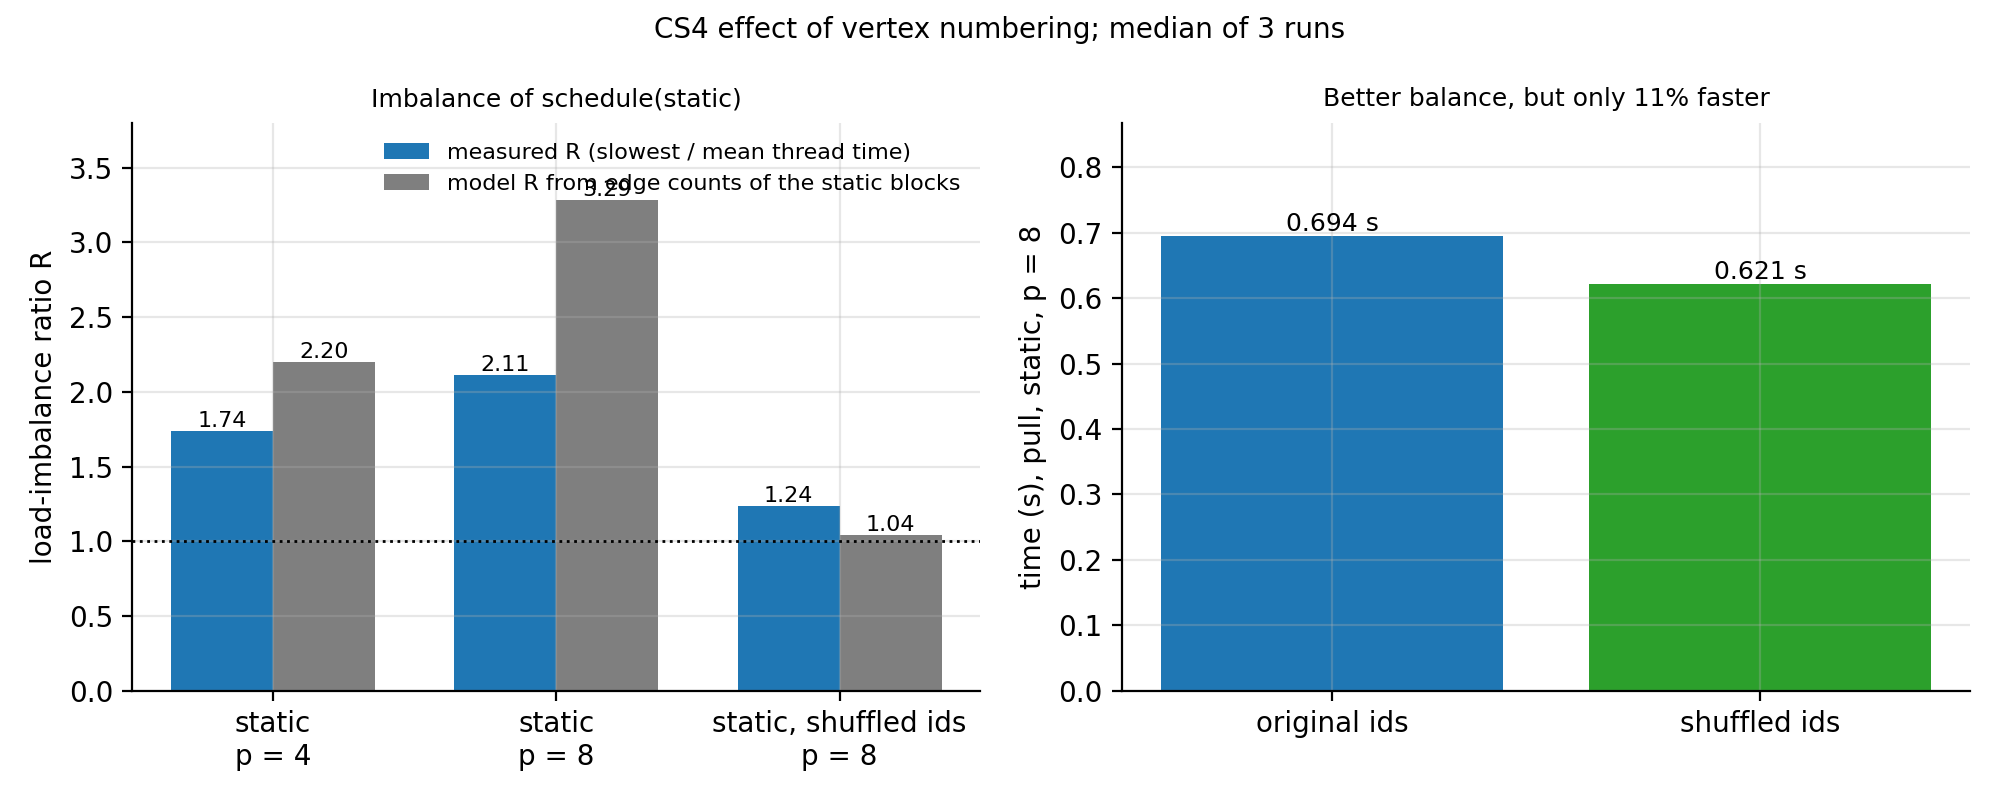 CS4 effect of vertex numbering; median of 3 runs
Imbalance of schedule(static)
measured R (slowest / mean thread time)
model R from edge counts of the static blocks
load-imbalance ratio R
3.5
3.0
2.5
2.0
1.5
1.0
0.5
0.0
1.74
2.20
2.11
3.29
1.24
1.04
static
p = 4
static
p = 8
static, shuffled ids
p = 8
Better balance, but only 11% faster
time (s), pull, static, p = 8
0.8
0.7
0.6
0.5
0.4
0.3
0.2
0.1
0.0
0.694 s
0.621 s
original ids
shuffled ids